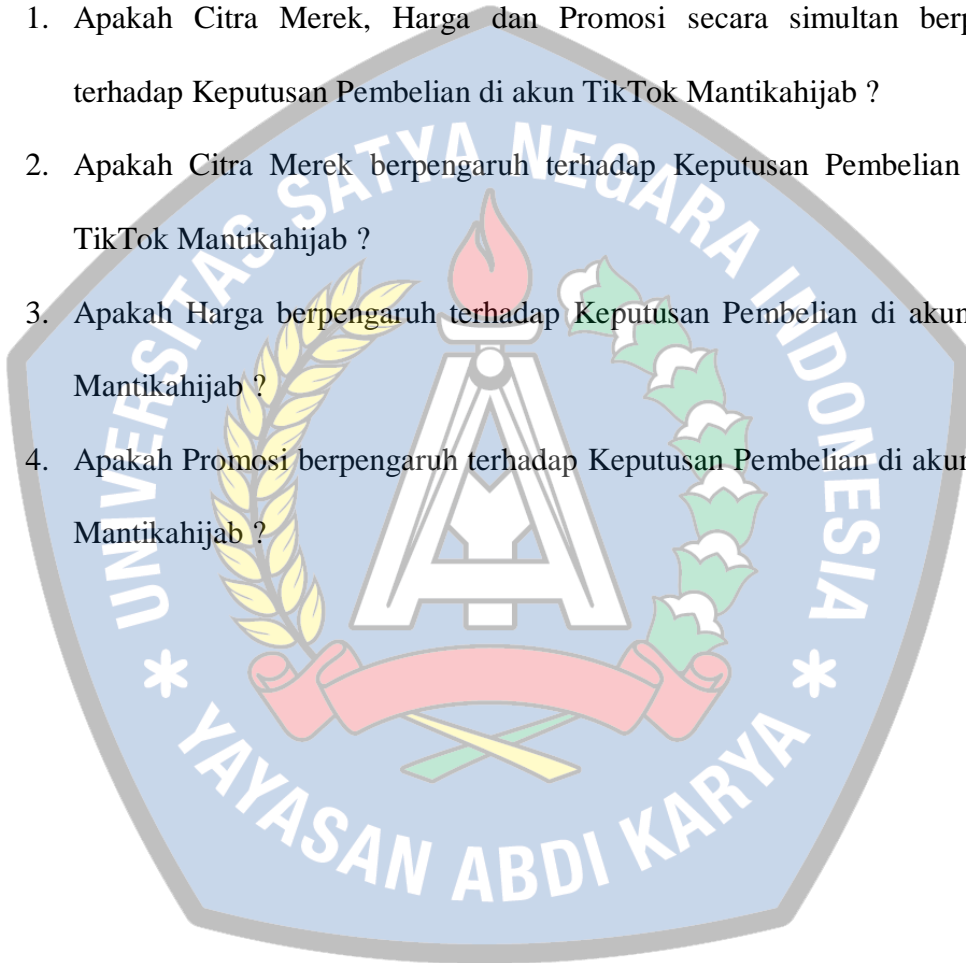 1. Apakah Citra Merek, Harga dan Promosi secara simultan
terhadap Keputusan Pembelian di akun TikTok Mantikahijab ?
2. Apakah Citra Merek berpengaruh terhadap Keputusan Pembelian
TikTok Mantikahijab ?
3. Apakah Harga berpengaruh terhadap Keputusan Pembelian di akun
Mantikahijab ?
4. Apakah Promosi berpengaruh terhadap Keputusan Pembelian di akun
Mantikahijab ?
UNIVERSITAS SATYA NEGARA INDONESIA
YAYASAN ABDI KARYA